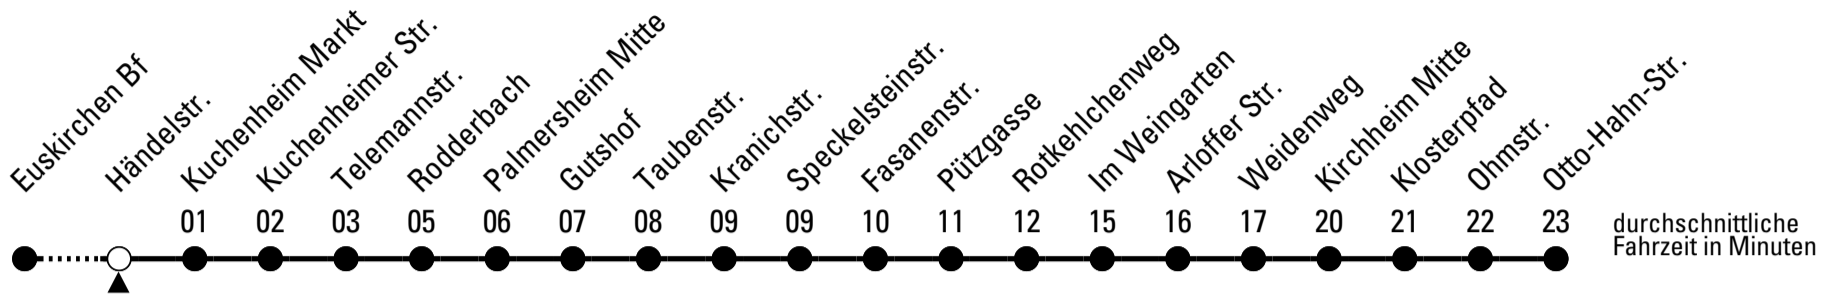 Euskirchen Bf
Händelstr.
Kuchenheim Markt
Kuchenheimer Str.
Telemannstr.
Rodderbach
Palmersheim Mitte
Gutshof
Taubenstr.
Kranichstr.
Speckelsteinstr.
Fasanenstr.
Pützgasse
Rotkehlchenweg
Im Weingarten
Arloffer Str.
Weidenweg
Kirchheim Mitte
Klosterpfad
Ohmstr.
Otto-Hahn-Str.
01 02 03 05 06 07 08 09 09 10 11 12 15 16 17 20 21 22 23
durchschnittliche
Fahrzeit in Minuten